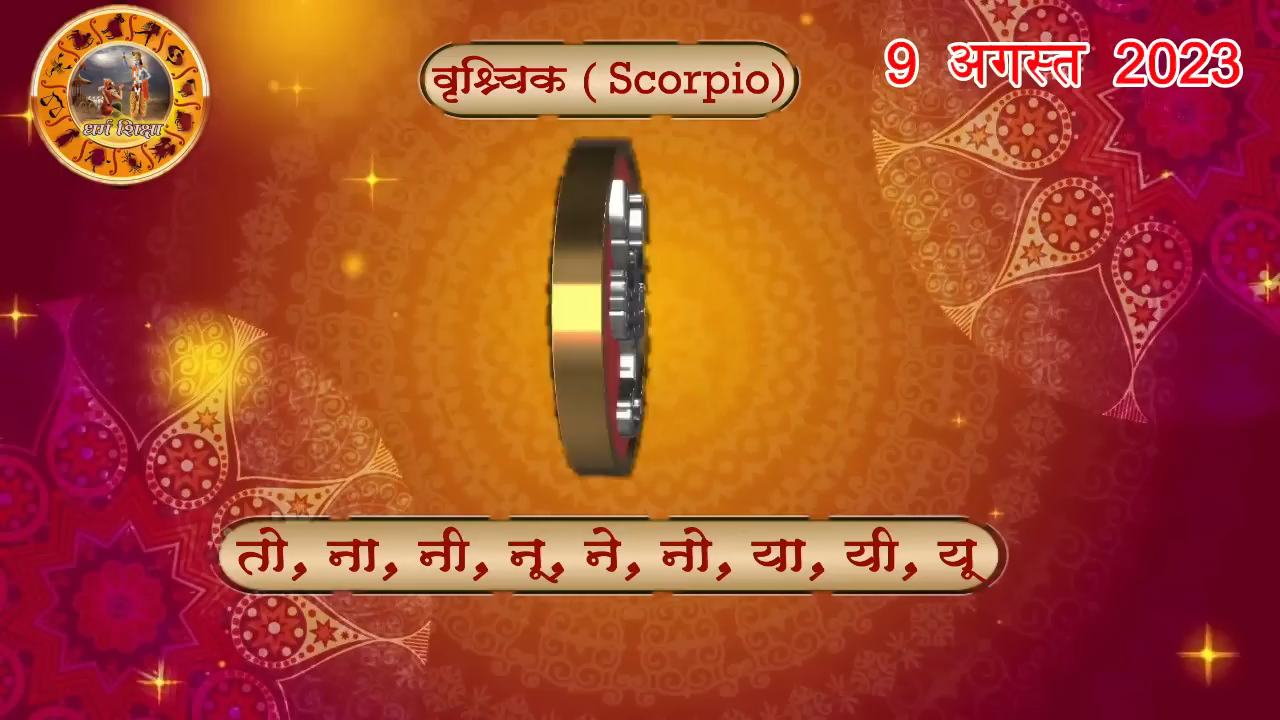 धर्म शिक्षा
वृश्चिक ( Scorpio)
9 अगस्त 2023
तो, ना, नी, नू, ने, नो, या, यी, यू